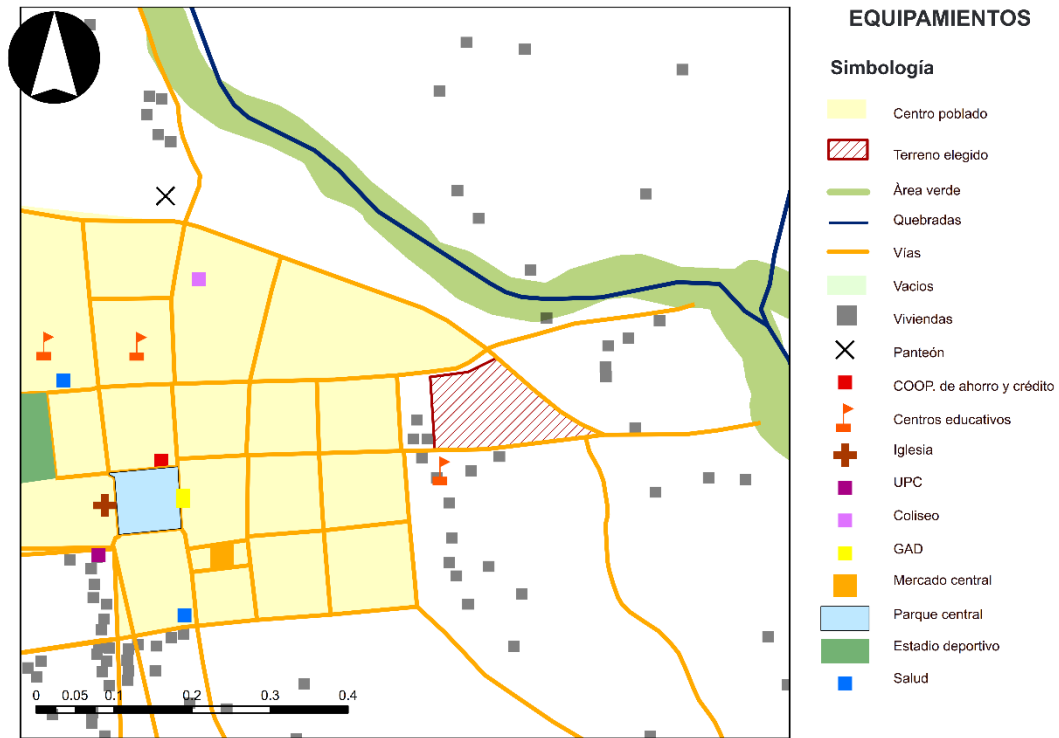 EQUIPAMIENTOS
Simbología
Centro poblado
Terreno elegido
Àrea verde
Quebradas
Vías
Vacios
Viviendas
Panteón
COOP. de ahorro y crédito
Centros educativos
Iglesia
UPC
Coliseo
GAD
Mercado central
Parque central
Estadio deportivo
Salud
0 0.05 0.1 0.2 0.3 0.4